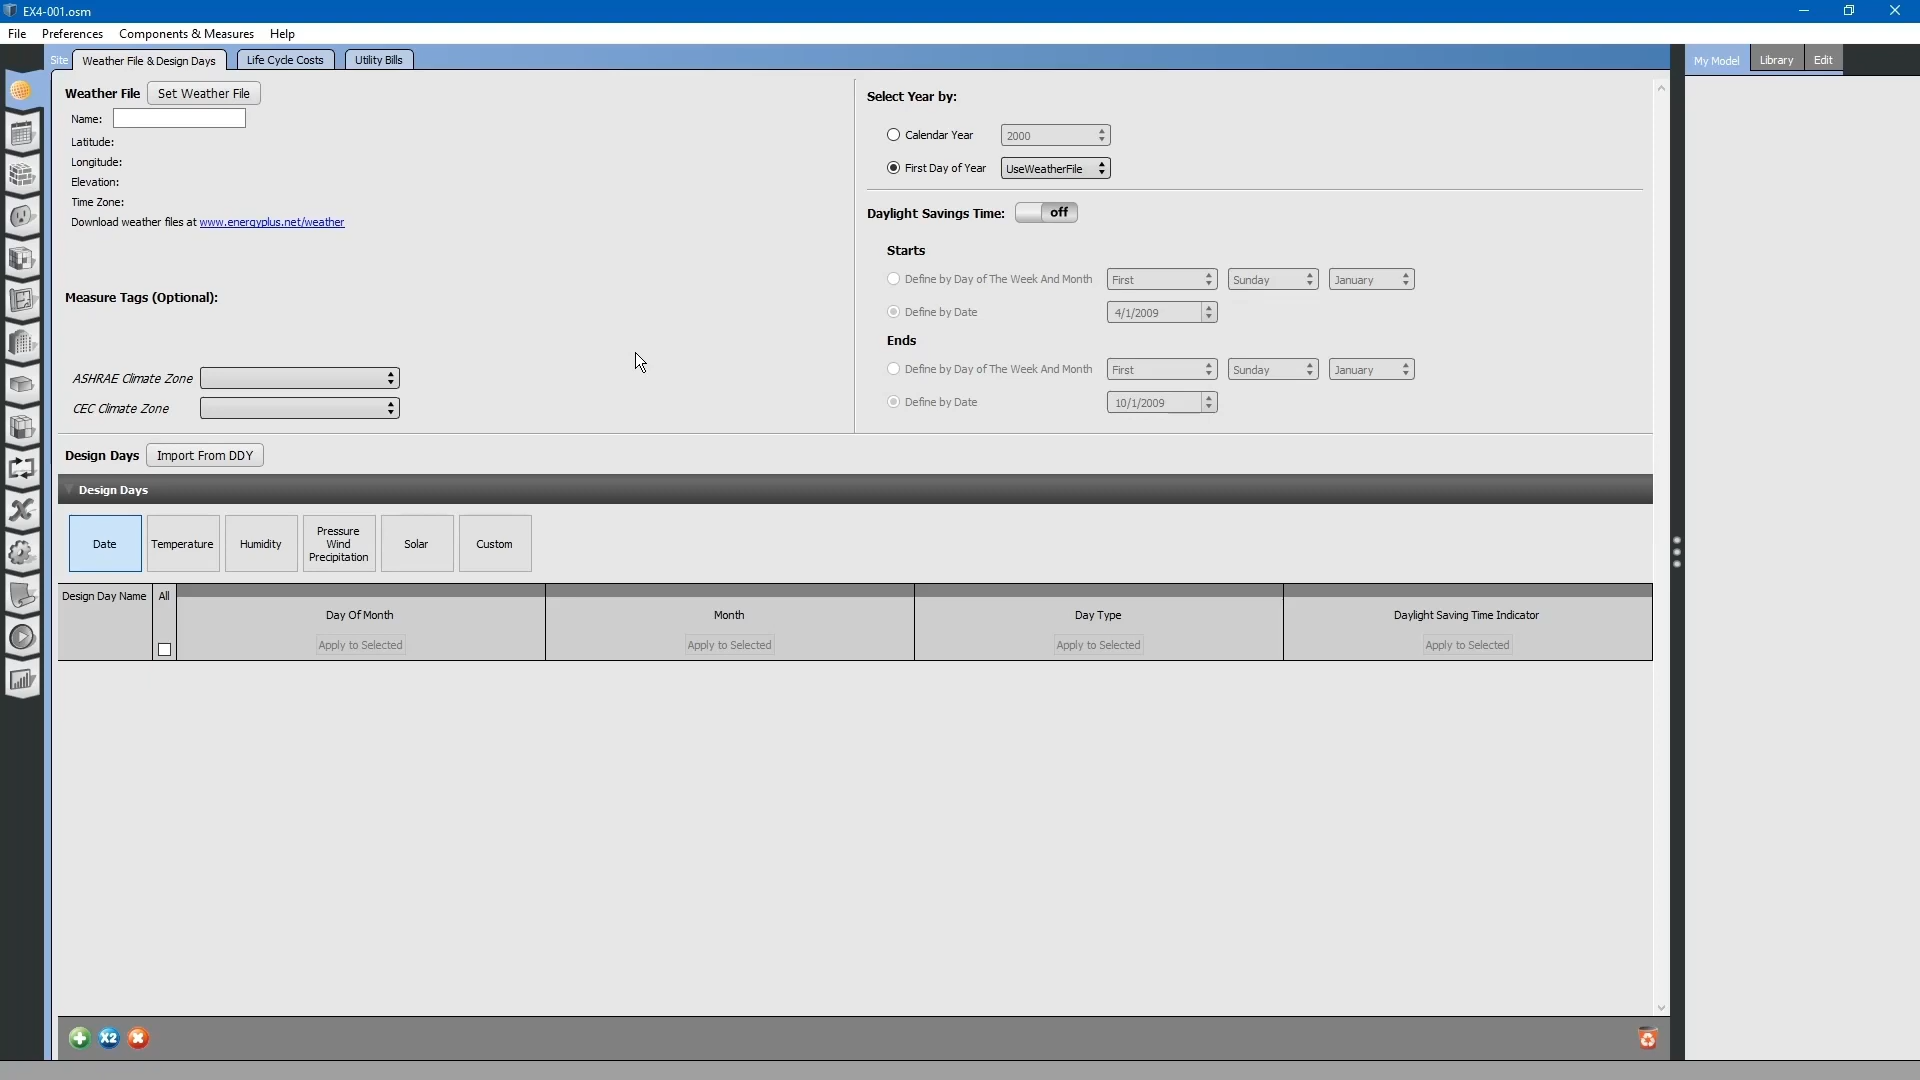 EX4-001.osm
File Preferences Components & Measures Help
Site Weather File & Design Days Life Cycle Costs Utility Bills My Model Library Edit
Weather File Set Weather File
Name:
Latitude:
Longitude:
Elevation:
Time Zone:
Download weather files at www.energyplus.net/weather
Measure Tags (Optional):
ASHRAE Climate Zone
CEC Climate Zone
Select Year by:
Calendar Year 2000
First Day of Year UseWeatherFile
Daylight Savings Time: off
Starts
Define by Day of The Week And Month First Sunday January
Define by Date 4/1/2009
Ends
Define by Day of The Week And Month First Sunday January
Define by Date 10/1/2009
Design Days Import From DDY
Design Days
Date Temperature Humidity Pressure Wind Precipitation Solar Custom
Design Day Name All Day Of Month Month Day Type Daylight Saving Time Indicator
Apply to Selected Apply to Selected Apply to Selected Apply to Selected
X2